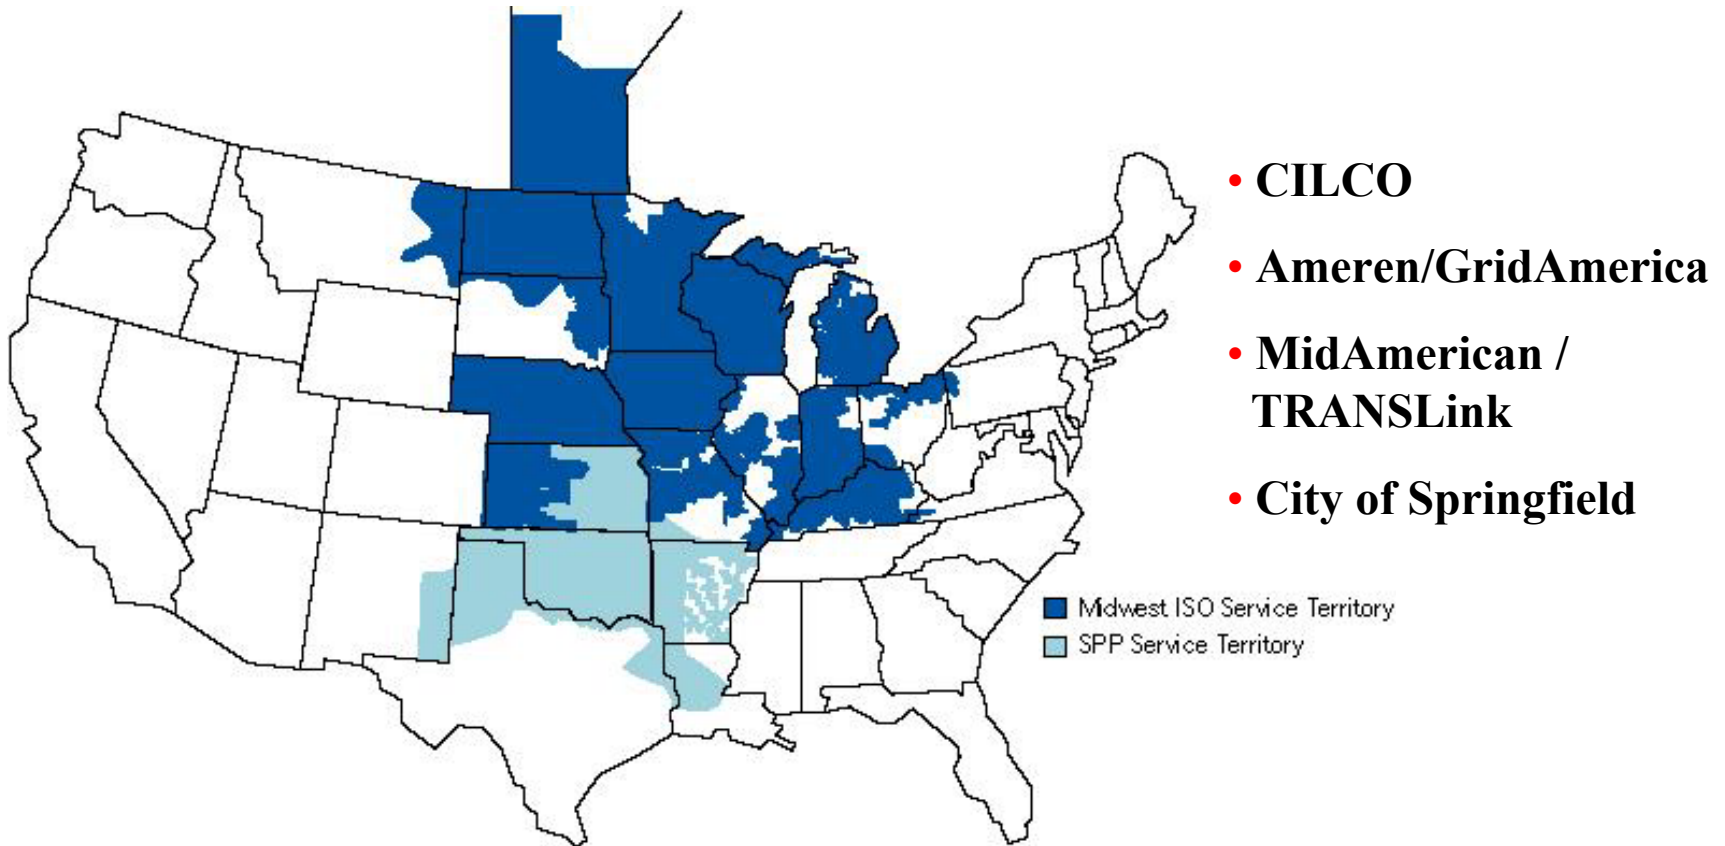 • CILCO
• Ameren/GridAmerica
• MidAmerican /
TRANSLink
• City of Springfield
Midwest ISO Service Territory
SPP Service Territory